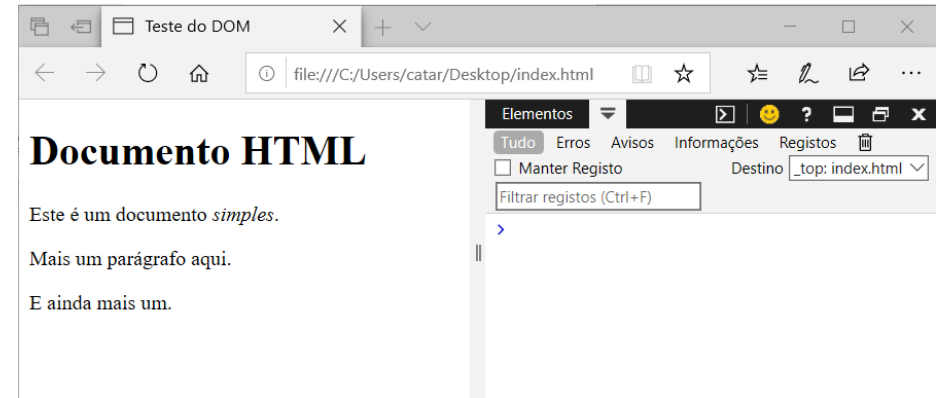 Teste do DOM
file:///C:/Users/catar/Desktop/index.html
Documento HTML
Este é um documento simples.
Mais um parágrafo aqui.
E ainda mais um.
Elementos
Tudo Erros Avisos Informações Registos
Manter Registo Destino _top: index.html
Filtrar registos (Ctrl+F)